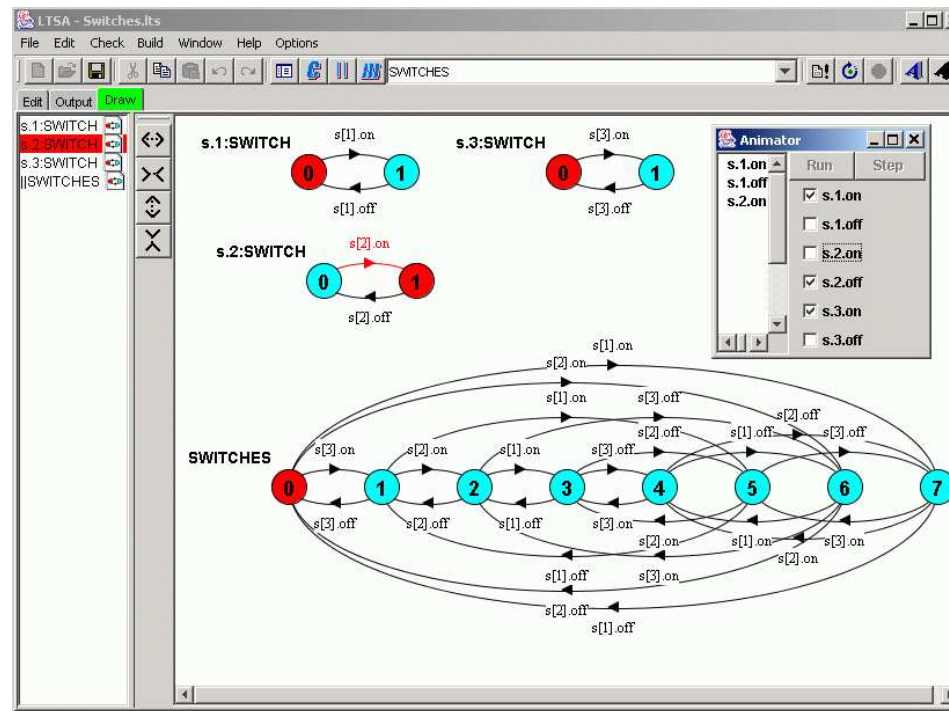 LTSA - Switches.lts
File Edit Check Build Window Help Options
SWITCHES
Edit Output Draw
s.1:SWITCH
s.2:SWITCH
s.3:SWITCH
||SWITCHES
s.1:SWITCH
s[1].on
0 1
s[1].off
s.3:SWITCH
s[3].on
0 1
s[3].off
s.2:SWITCH
s[2].on
0 1
s[2].off
Animator
s.1.on
s.1.off
s.2.on
Run Step
s.1.on
s.1.off
s.2.on
s.2.off
s.3.on
s.3.off
s[1].on
s[2].on
s[1].on s[3].off
s[2].off
s[3].on s[2].on s[1].on s[3].off s[2].off s[1].off s[3].off
SWITCHES
0 1 2 3 4 5 6 7
s[3].off s[2].off s[1].off s[3].on s[2].on s[1].on s[3].on
s[2].on
s[1].off s[3].on
s[2].off
s[1].off